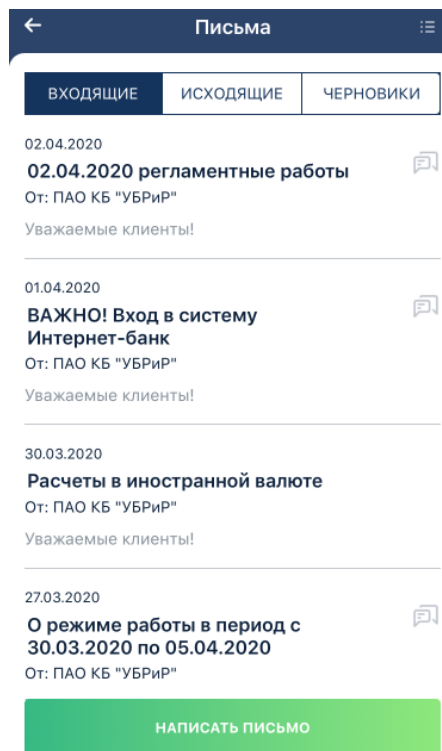 Письма
ВХОДЯЩИЕ ИСХОДЯЩИЕ ЧЕРНОВИКИ
02.04.2020
02.04.2020 регламентные работы
От: ПАО КБ "УБРиР"
Уважаемые клиенты!
01.04.2020
ВАЖНО! Вход в систему
Интернет-банк
От: ПАО КБ "УБРиР"
Уважаемые клиенты!
30.03.2020
Расчеты в иностранной валюте
От: ПАО КБ "УБРиР"
Уважаемые клиенты!
27.03.2020
О режиме работы в период с
30.03.2020 по 05.04.2020
От: ПАО КБ "УБРиР"
НАПИСАТЬ ПИСЬМО